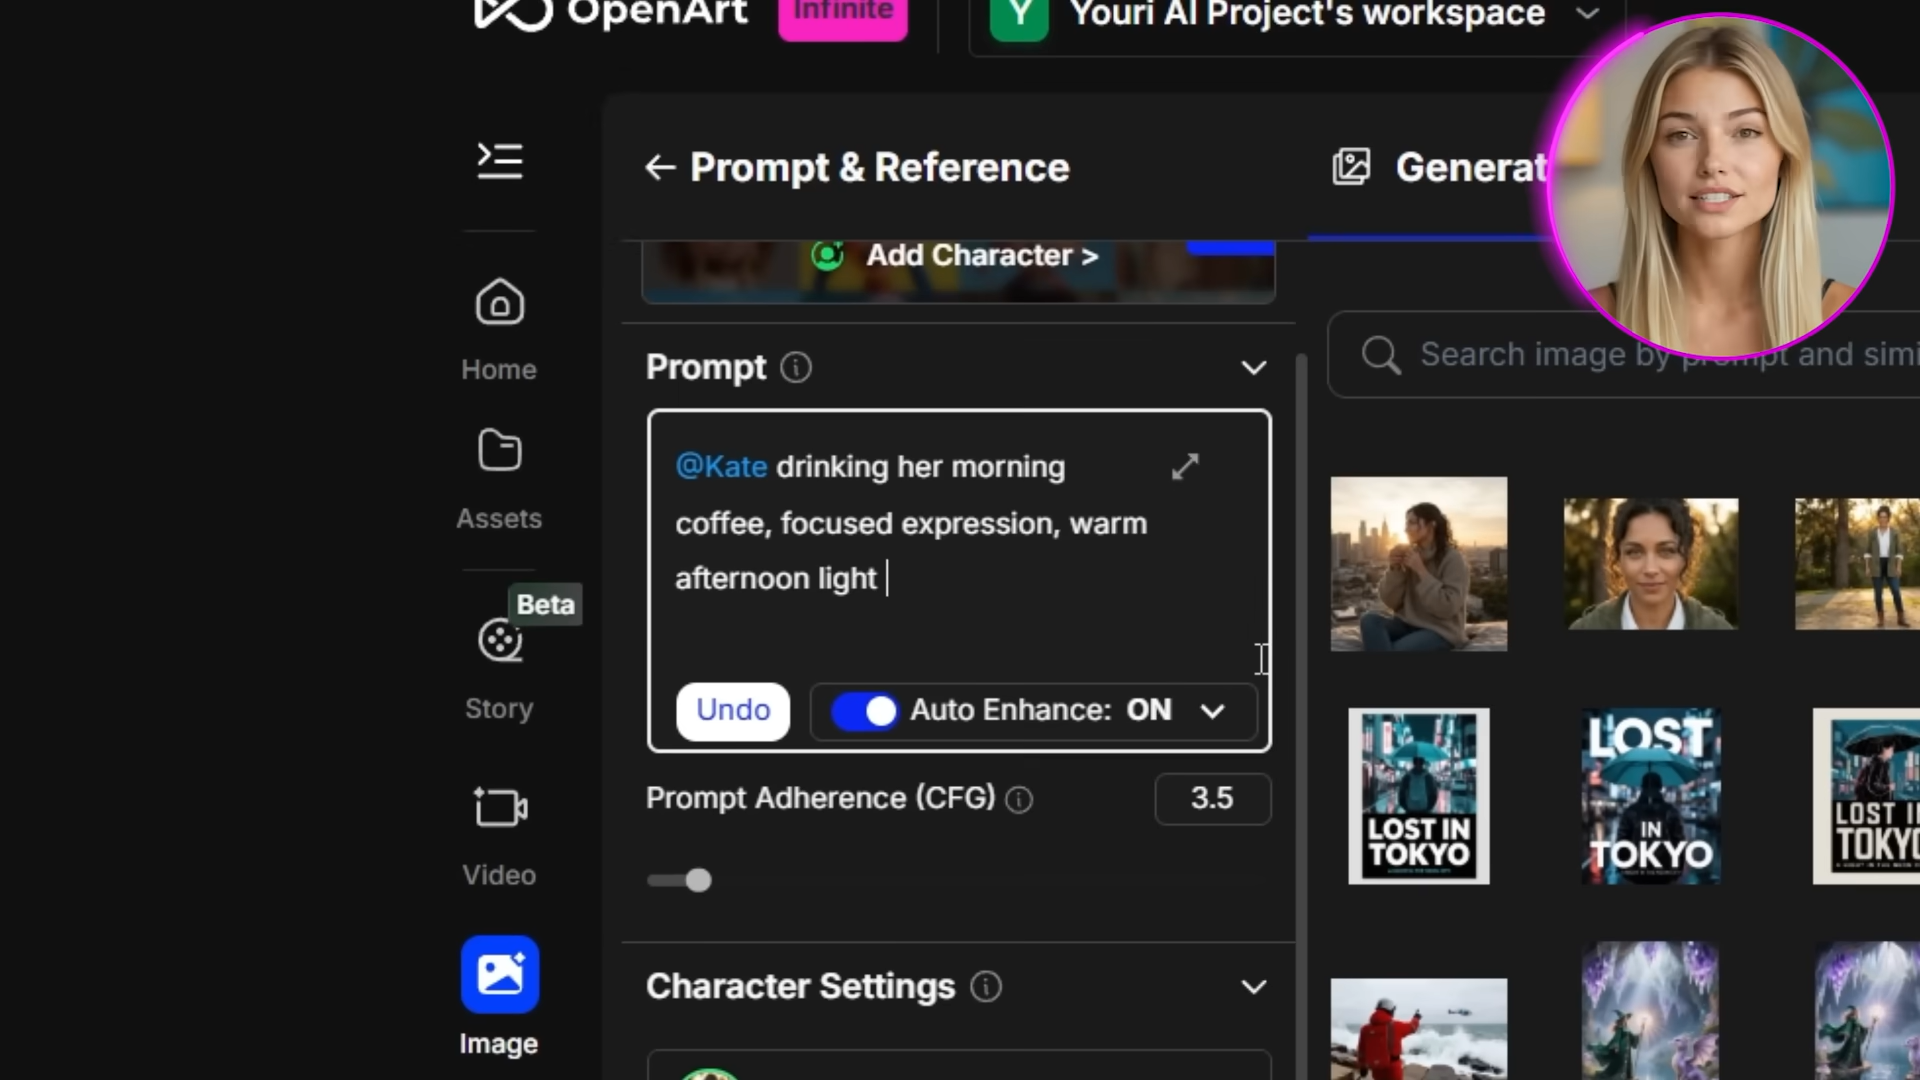 OpenArt
Infinite
Y
Youri AI Project's workspace
Prompt & Reference
Generat
Add Character >
Home
Prompt
Search image by prompt and simi
@Kate drinking her morning
coffee, focused expression, warm
afternoon light
Assets
Beta
Story
Undo
Auto Enhance: ON
Prompt Adherence (CFG)
3.5
Video
LOST IN
TOKYO
LOST
IN
TOKYO
LOST I
TOKYO
Character Settings
Image